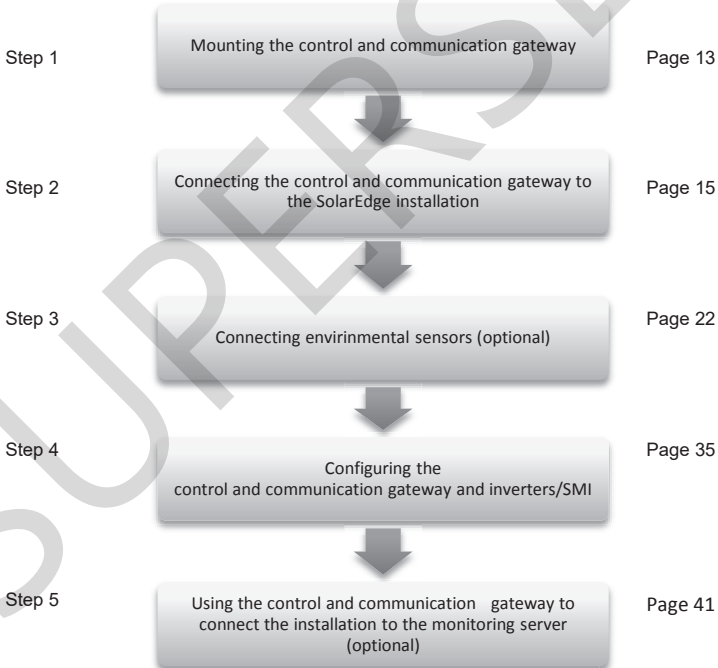 Step 1
Mounting the control and communication gateway
Page 13
Step 2
Connecting the control and communication gateway to
the SolarEdge installation
Page 15
Step 3
Connecting envirinmental sensors (optional)
Page 22
Step 4
Configuring the
control and communication gateway and inverters/SMI
Page 35
Step 5
Using the control and communication gateway to
connect the installation to the monitoring server
(optional)
Page 41
SUPERSE